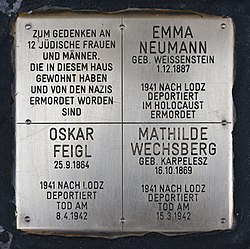 ZUM GEDENKEN AN
12 JÜDISCHE FRAUEN
UND MÄNNER,
DIE IN DIESEM HAUS
GEWOHNT HABEN
UND VON DEN NAZIS
ERMORDET WORDEN
SIND
EMMA
NEUMANN
GEB. WEISSENSTEIN
1.12.1887
1941 NACH LODZ
DEPORTIERT
IM HOLOCAUST
ERMORDET
OSKAR
FEIGL
25.9.1864
1941 NACH LODZ
DEPORTIERT
TOD AM
8.4.1942
MATHILDE
WECHSBERG
GEB. KARPELESZ
16.10.1869
1941 NACH LODZ
DEPORTIERT
TOD AM
15.3.1942